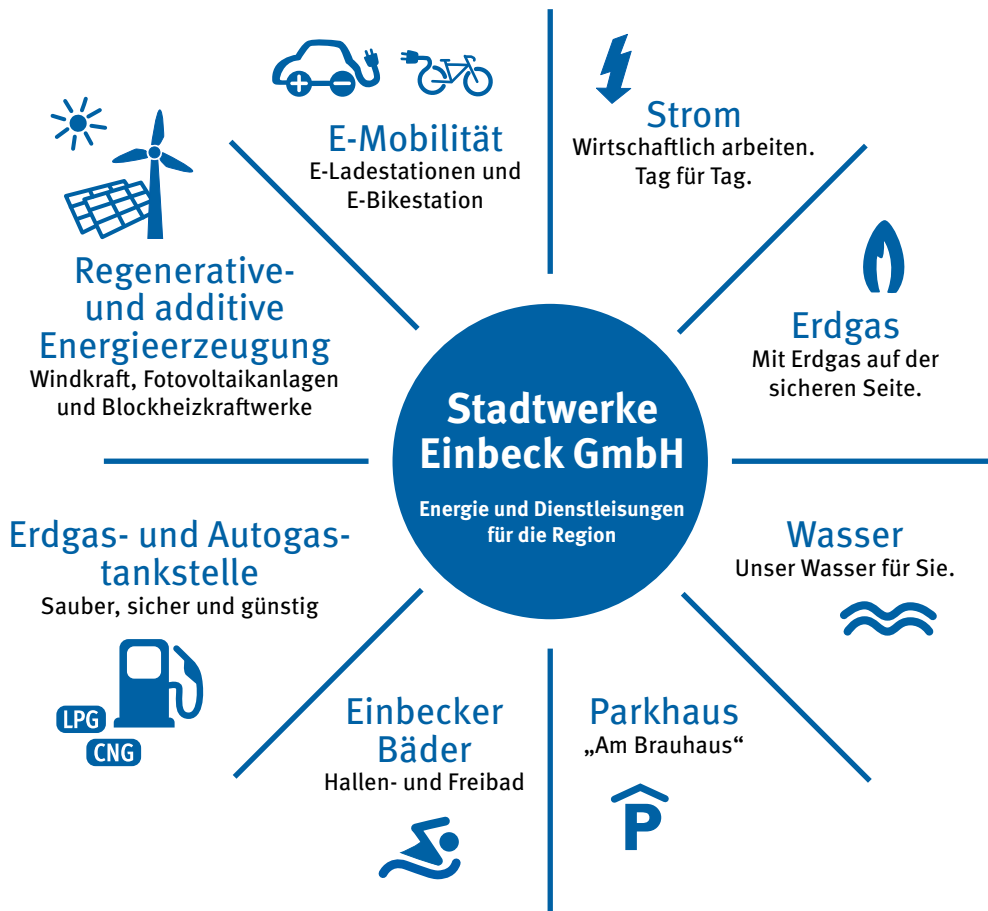 E-Mobilität
E-Ladestationen und
E-Bikestation
Strom
Wirtschaftlich arbeiten.
Tag für Tag.
Regenerative-
und additive
Energieerzeugung
Windkraft, Fotovoltaikanlagen
und Blockheizkraftwerke
Erdgas
Mit Erdgas auf der
sicheren Seite.
Stadtwerke
Einbeck GmbH
Energie und Dienstleisungen
für die Region
Erdgas- und Autogas-
tankstelle
Sauber, sicher und günstig
LPG
CNG
Wasser
Unser Wasser für Sie.
Einbecker
Bäder
Hallen- und Freibad
Parkhaus
„Am Brauhaus“
P